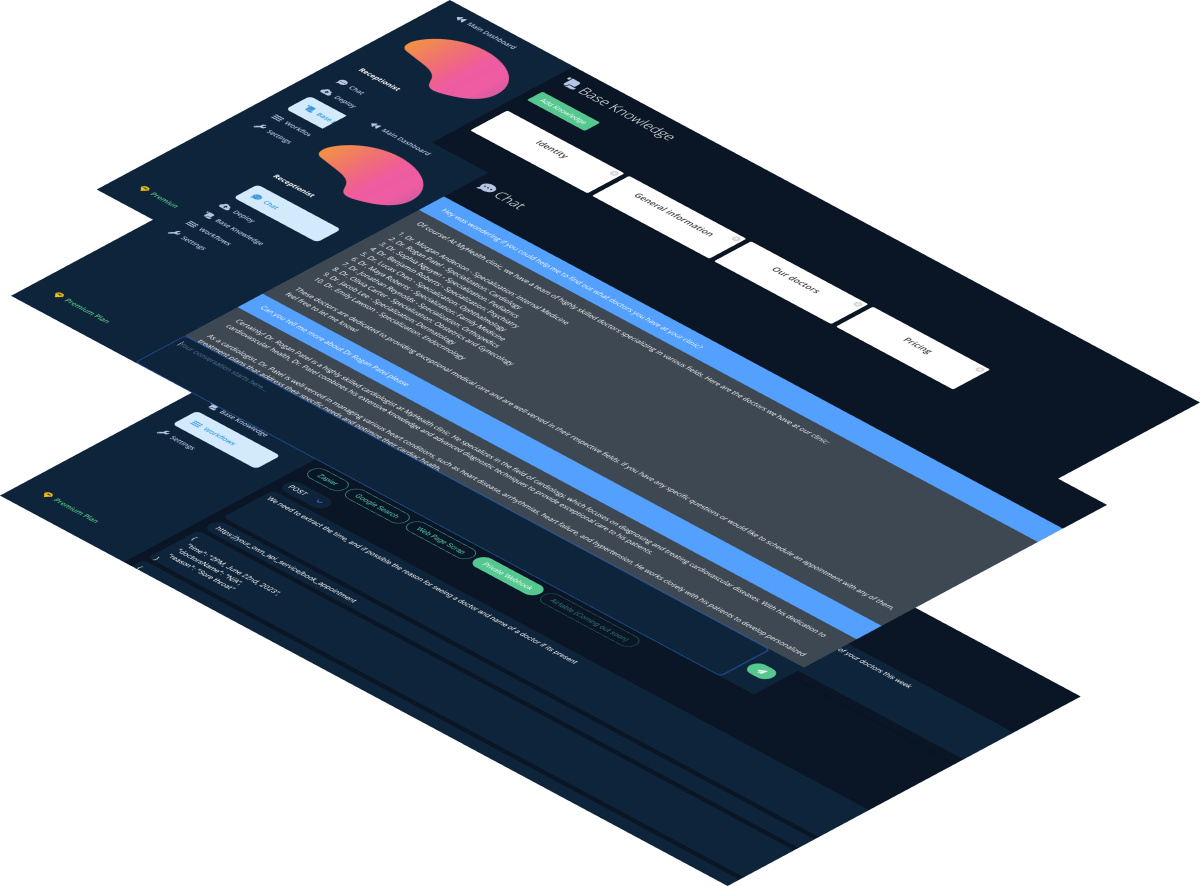 Main Dashboard
Receptionist
Chat
Deploy
Base
Workflows
Settings
Premium
Base Knowledge
Add Knowledge
Identity
General information
Our doctors
Pricing
Main Dashboard
Receptionist
Chat
Deploy
Base Knowledge
Workflows
Settings
Premium Plan
Chat
Hey was wondering if you could help me to find out what doctors you have at your clinic?
Of course! At MyHealth clinic, we have a team of highly skilled doctors specializing in various fields. Here are the doctors we have at our clinic:
1. Dr. Morgan Anderson - Specialization: Internal Medicine
2. Dr. Rogan Patel - Specialization: Cardiology
3. Dr. Sophia Nguyen - Specialization: Pediatrics
4. Dr. Benjamin Roberts - Specialization: Psychiatry
5. Dr. Lucas Chen - Specialization: Ophthalmology
6. Dr. Maya Roberts - Specialization: Family Medicine
7. Dr. Jonathan Reynolds - Specialization: Orthopedics
8. Dr. Olivia Carter - Specialization: Obstetrics and Gynecology
9. Dr. Jacob Lee - Specialization: Dermatology
10. Dr. Emily Lawson - Specialization: Endocrinology
These doctors are dedicated to providing exceptional medical care and are well-versed in their respective fields. If you have any specific questions or would like to schedule an appointment with any of them,
feel free to let me know!
Can you tell me more about Dr Rogan Patel please
Certainly! Dr. Rogan Patel is a highly skilled cardiologist at MyHealth clinic. He specializes in the field of cardiology, which focuses on diagnosing and treating cardiovascular diseases. With his dedication to
cardiovascular health, Dr. Patel combines his extensive knowledge and advanced diagnostic techniques to provide exceptional care to his patients.
As a cardiologist, Dr. Patel is well-versed in managing various heart conditions, such as heart disease, arrhythmias, heart failure, and hypertension. He works closely with his patients to develop personalized
treatment plans that address their specific needs and optimize their cardiac health.
Your conversation starts here...
Base Knowledge
Workflows
Settings
Premium Plan
of your doctors this week
Zapier
Google Search
Web Page Scrap
Private Webhook
Airtable (Coming out soon)
POST
We need to extract the time, and if possible the reason for seeing a doctor and name of a doctor if its present
https://your_own_api_service/book_appointment
{
"time": "2PM, June 22nd, 2023",
"doctorsName": "N/A",
"reason": "Sore throat"
}
{